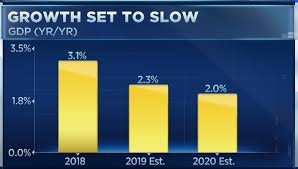 GROWTH SET TO SLOW
GDP (YR/YR)
3.5%
3.1%
2.3%
2.0%
1.8%
0.0%
2018 2019 Est. 2020 Est.